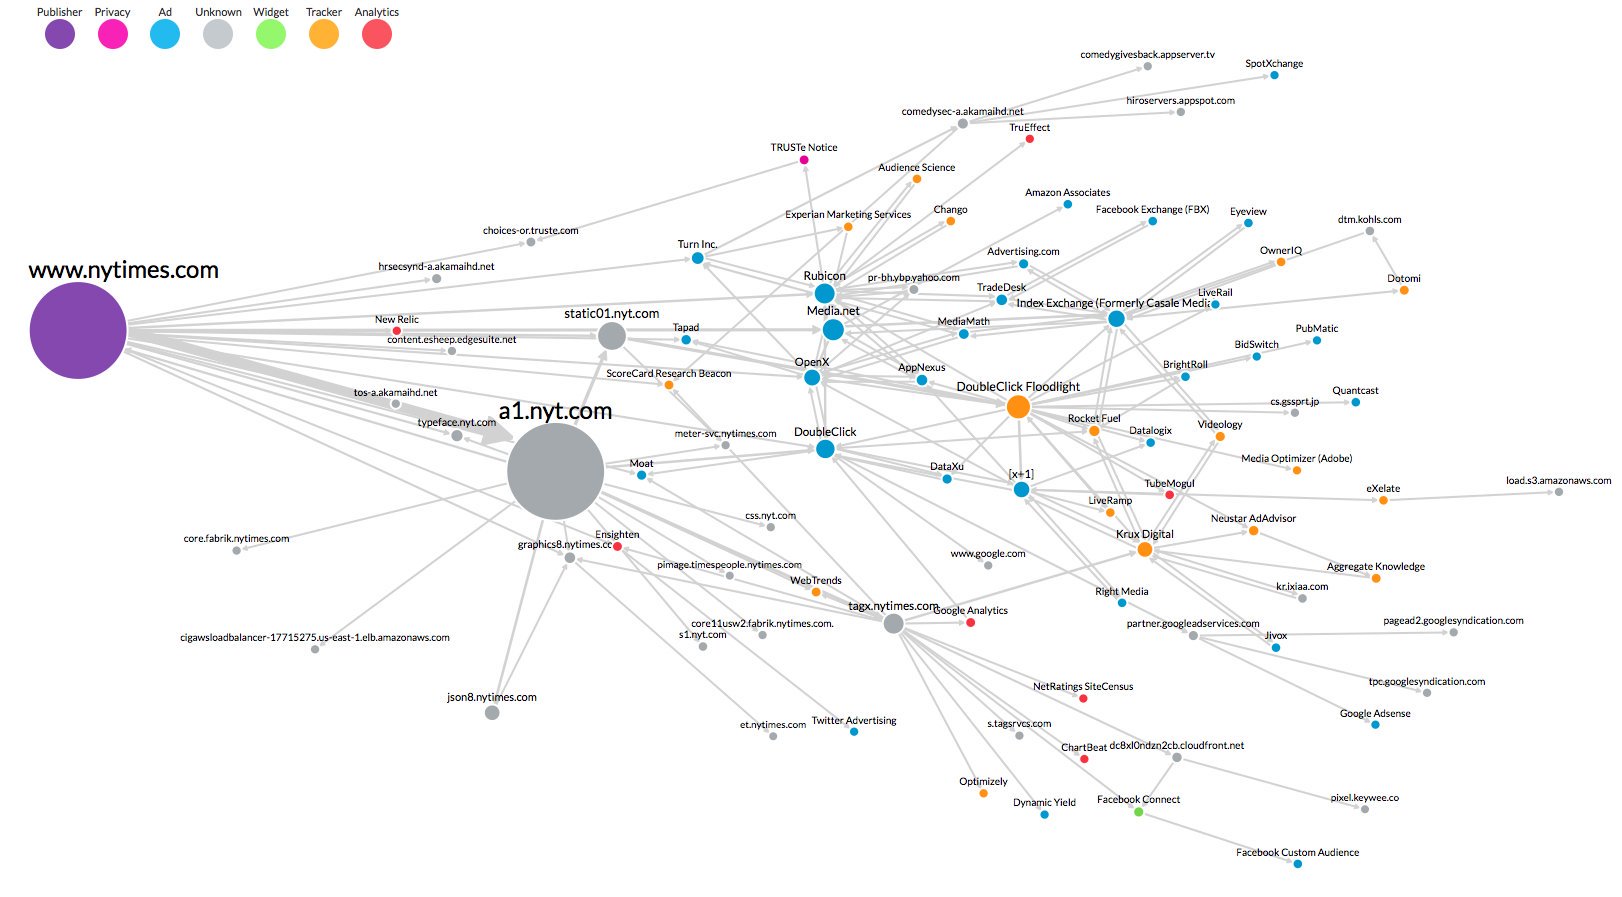 Publisher Privacy Ad Unknown Widget Tracker Analytics
comedygivesback.appserver.tv
SpotXchange
hiroservers.appspot.com
comedysec-a.akamaihd.net
TruEffect
TRUSTe Notice
Audience Science
Amazon Associates
Experian Marketing Services
Chango
Facebook Exchange (FBX)
Eyeview
dtm.kohls.com
choices-or.truste.com
Turn Inc.
Advertising.com
OwnerIQ
www.nytimes.com
hrsecsynd-a.akamaihd.net
Rubicon
pr-bh.ybp.yahoo.com
Dotomi
TradeDesk
LiveRail
Index Exchange (Formerly Casale Media
static01.nyt.com
Media.net
New Relic
Tapad
MediaMath
PubMatic
content.esheep.edgesuite.net
BidSwitch
ScoreCard Research Beacon
OpenX
AppNexus
BrightRoll
DoubleClick Floodlight
Quantcast
tos-a.akamaihd.net
cs.gssprt.jp
a1.nyt.com
typeface.nyt.com
Rocket Fuel
Videology
meter-svc.nytimes.com
DoubleClick
Datalogix
Moat
DataXu
[x+1]
Media Optimizer (Adobe)
TubeMogul
eXelate
load.s3.amazonaws.com
LiveRamp
css.nyt.com
Neustar AdAdvisor
core.fabrik.nytimes.com
Ensighten
graphics8.nytimes.cc
Krux Digital
www.google.com
pimage.timespeople.nytimes.com
Aggregate Knowledge
WebTrends
kr.ixiaa.com
Right Media
tagx.nytimes.com
Google Analytics
core11usw2.fabrik.nytimes.com.
partner.googleadservices.com
pagead2.googlesyndication.com
cigawsloadbalancer-17715275.us-east-1.elb.amazonaws.com
s1.nyt.com
Jivox
NetRatings SiteCensus
tpc.googlesyndication.com
json8.nytimes.com
et.nytimes.com
Twitter Advertising
s.tagsrvcs.com
Google Adsense
ChartBeat
dc8xl0ndzn2cb.cloudfront.net
Optimizely
Dynamic Yield
Facebook Connect
pixel.keywee.co
Facebook Custom Audience